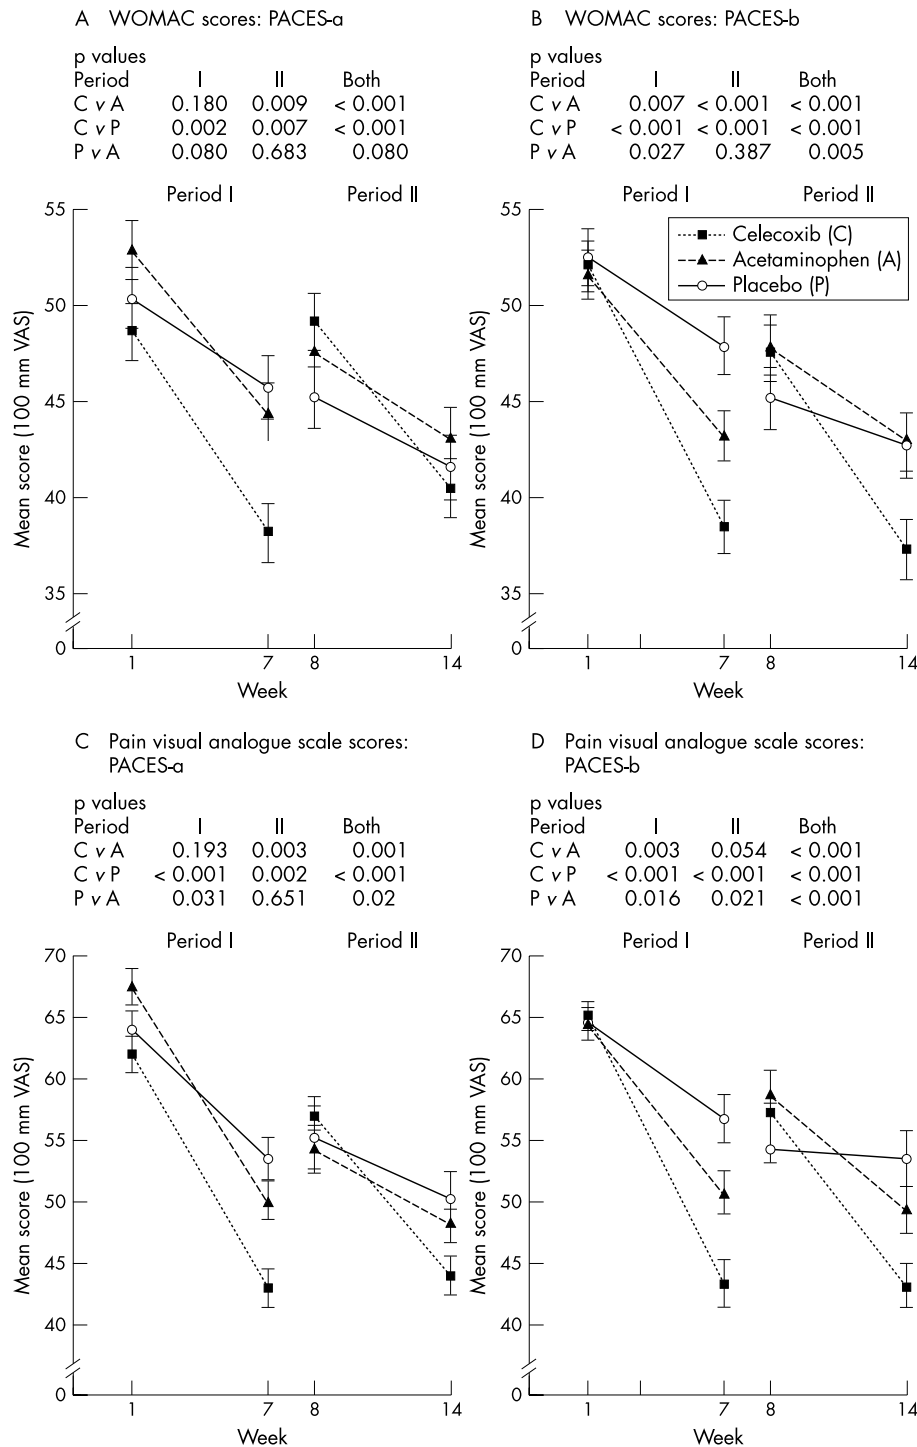 A WOMAC scores: PACES-a
p values
Period I II Both
C v A 0.180 0.009 < 0.001
C v P 0.002 0.007 < 0.001
P v A 0.080 0.683 0.080
Period I Period II
55
50
45
40
35
0
Mean score (100 mm VAS)
1 7 8 14
Week
B WOMAC scores: PACES-b
p values
Period I II Both
C v A 0.007 < 0.001 < 0.001
C v P < 0.001 < 0.001 < 0.001
P v A 0.027 0.387 0.005
Period I Period II
Celecoxib (C)
Acetaminophen (A)
Placebo (P)
55
50
45
40
35
0
Mean score (100 mm VAS)
1 7 8 14
Week
C Pain visual analogue scale scores:
PACES-a
p values
Period I II Both
C v A 0.193 0.003 0.001
C v P < 0.001 0.002 < 0.001
P v A 0.031 0.651 0.02
Period I Period II
70
65
60
55
50
45
40
0
Mean score (100 mm VAS)
1 7 8 14
Week
D Pain visual analogue scale scores:
PACES-b
p values
Period I II Both
C v A 0.003 0.054 < 0.001
C v P < 0.001 < 0.001 < 0.001
P v A 0.016 0.021 < 0.001
Period I Period II
70
65
60
55
50
45
40
0
Mean score (100 mm VAS)
1 7 8 14
Week